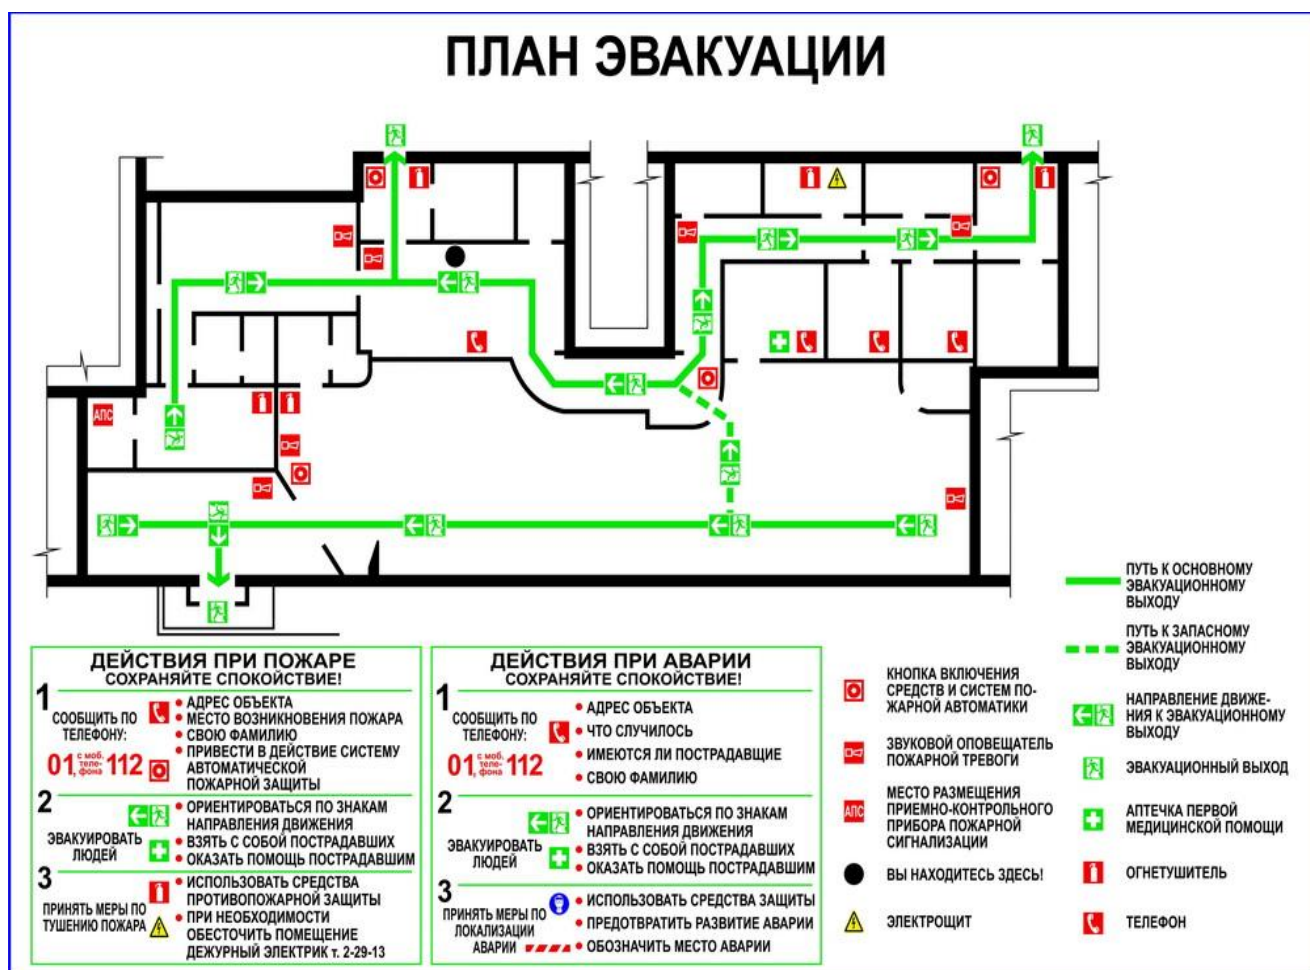 ПЛАН ЭВАКУАЦИИ
АПС
ДЕЙСТВИЯ ПРИ ПОЖАРЕ
СОХРАНЯЙТЕ СПОКОЙСТВИЕ!
1
СООБЩИТЬ ПО
ТЕЛЕФОНУ:
01, с моб. теле- фона 112
• АДРЕС ОБЪЕКТА
• МЕСТО ВОЗНИКНОВЕНИЯ ПОЖАРА
• СВОЮ ФАМИЛИЮ
• ПРИВЕСТИ В ДЕЙСТВИЕ СИСТЕМУ
АВТОМАТИЧЕСКОЙ
ПОЖАРНОЙ ЗАЩИТЫ
2
ЭВАКУИРОВАТЬ
ЛЮДЕЙ
• ОРИЕНТИРОВАТЬСЯ ПО ЗНАКАМ
НАПРАВЛЕНИЯ ДВИЖЕНИЯ
• ВЗЯТЬ С СОБОЙ ПОСТРАДАВШИХ
• ОКАЗАТЬ ПОМОЩЬ ПОСТРАДАВШИМ
3
ПРИНЯТЬ МЕРЫ ПО
ТУШЕНИЮ ПОЖАРА
• ИСПОЛЬЗОВАТЬ СРЕДСТВА
ПРОТИВОПОЖАРНОЙ ЗАЩИТЫ
• ПРИ НЕОБХОДИМОСТИ
ОБЕСТОЧИТЬ ПОМЕЩЕНИЕ
ДЕЖУРНЫЙ ЭЛЕКТРИК т. 2-29-13
ДЕЙСТВИЯ ПРИ АВАРИИ
СОХРАНЯЙТЕ СПОКОЙСТВИЕ!
1
СООБЩИТЬ ПО
ТЕЛЕФОНУ:
01, с моб. теле- фона 112
• АДРЕС ОБЪЕКТА
• ЧТО СЛУЧИЛОСЬ
• ИМЕЮТСЯ ЛИ ПОСТРАДАВШИЕ
• СВОЮ ФАМИЛИЮ
2
ЭВАКУИРОВАТЬ
ЛЮДЕЙ
• ОРИЕНТИРОВАТЬСЯ ПО ЗНАКАМ
НАПРАВЛЕНИЯ ДВИЖЕНИЯ
• ВЗЯТЬ С СОБОЙ ПОСТРАДАВШИХ
• ОКАЗАТЬ ПОМОЩЬ ПОСТРАДАВШИМ
3
ПРИНЯТЬ МЕРЫ ПО
ЛОКАЛИЗАЦИИ
АВАРИИ
• ИСПОЛЬЗОВАТЬ СРЕДСТВА ЗАЩИТЫ
• ПРЕДОТВРАТИТЬ РАЗВИТИЕ АВАРИИ
• ОБОЗНАЧИТЬ МЕСТО АВАРИИ
КНОПКА ВКЛЮЧЕНИЯ
СРЕДСТВ И СИСТЕМ ПО-
ЖАРНОЙ АВТОМАТИКИ
ЗВУКОВОЙ ОПОВЕЩАТЕЛЬ
ПОЖАРНОЙ ТРЕВОГИ
АПС
МЕСТО РАЗМЕЩЕНИЯ
ПРИЕМНО-КОНТРОЛЬНОГО
ПРИБОРА ПОЖАРНОЙ
СИГНАЛИЗАЦИИ
ВЫ НАХОДИТЕСЬ ЗДЕСЬ!
ЭЛЕКТРОЩИТ
ПУТЬ К ОСНОВНОМУ
ЭВАКУАЦИОННОМУ
ВЫХОДУ
ПУТЬ К ЗАПАСНОМУ
ЭВАКУАЦИОННОМУ
ВЫХОДУ
НАПРАВЛЕНИЕ ДВИЖЕ-
НИЯ К ЭВАКУАЦИОННОМУ
ВЫХОДУ
ЭВАКУАЦИОННЫЙ ВЫХОД
АПТЕЧКА ПЕРВОЙ
МЕДИЦИНСКОЙ ПОМОЩИ
ОГНЕТУШИТЕЛЬ
ТЕЛЕФОН